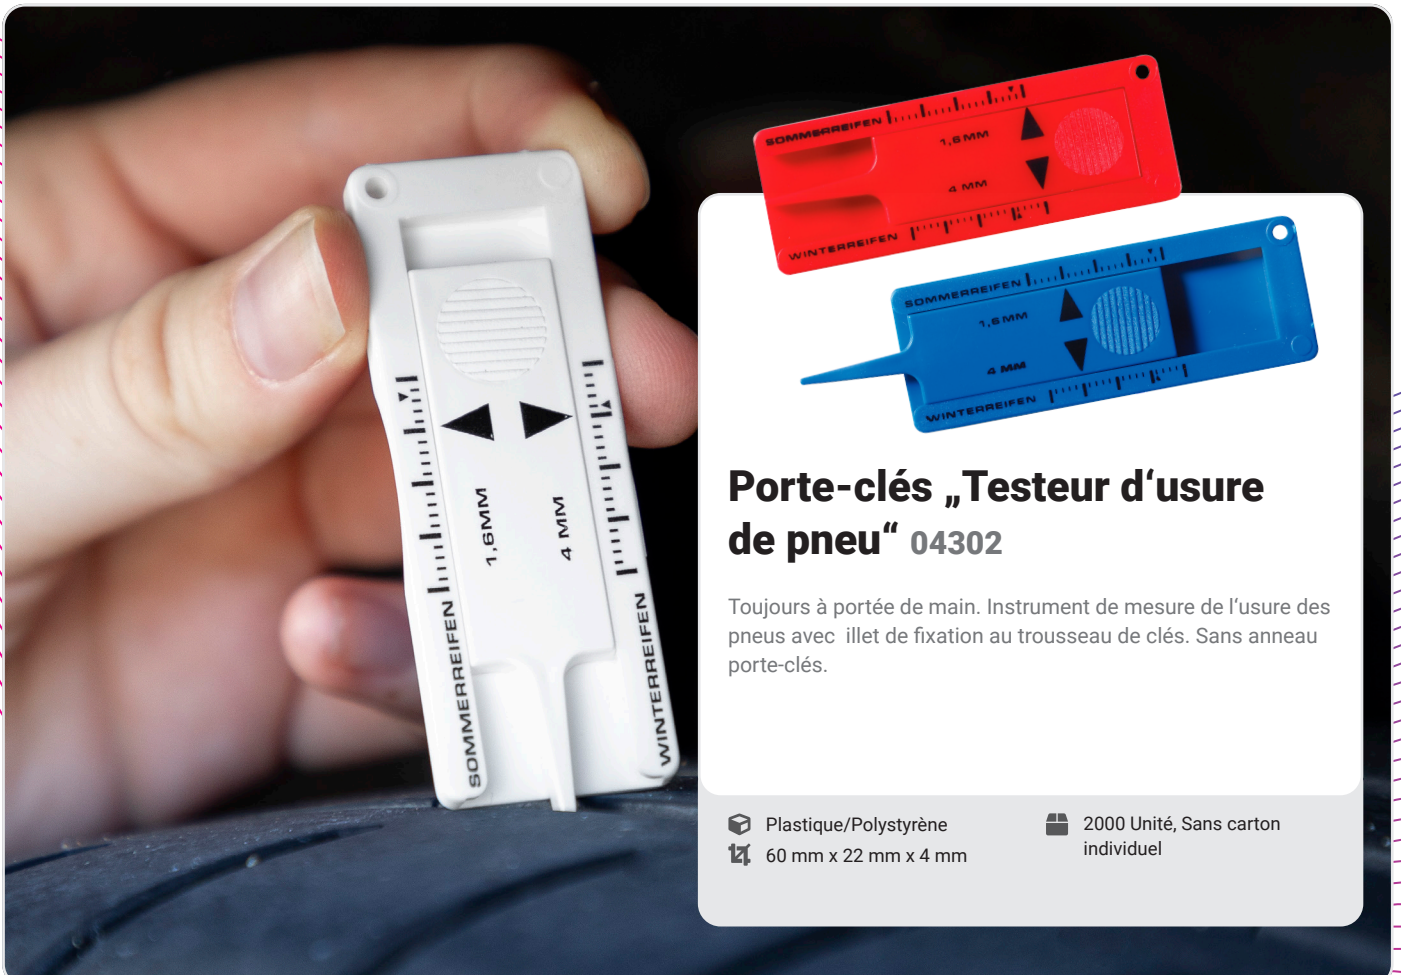 SOMMERREIFEN
1,6MM
4 MM
WINTERREIFEN
SOMMERREIFEN
1,6 MM
4 MM
WINTERREIFEN
SOMMERREIFEN
1,6 MM
4 MM
WINTERREIFEN
Porte-clés „Testeur d‘usure
de pneu“ 04302
Toujours à portée de main. Instrument de mesure de l‘usure des
pneus avec  illet de fixation au trousseau de clés. Sans anneau
porte-clés.
Plastique/Polystyrène
60 mm x 22 mm x 4 mm
2000 Unité, Sans carton
individuel